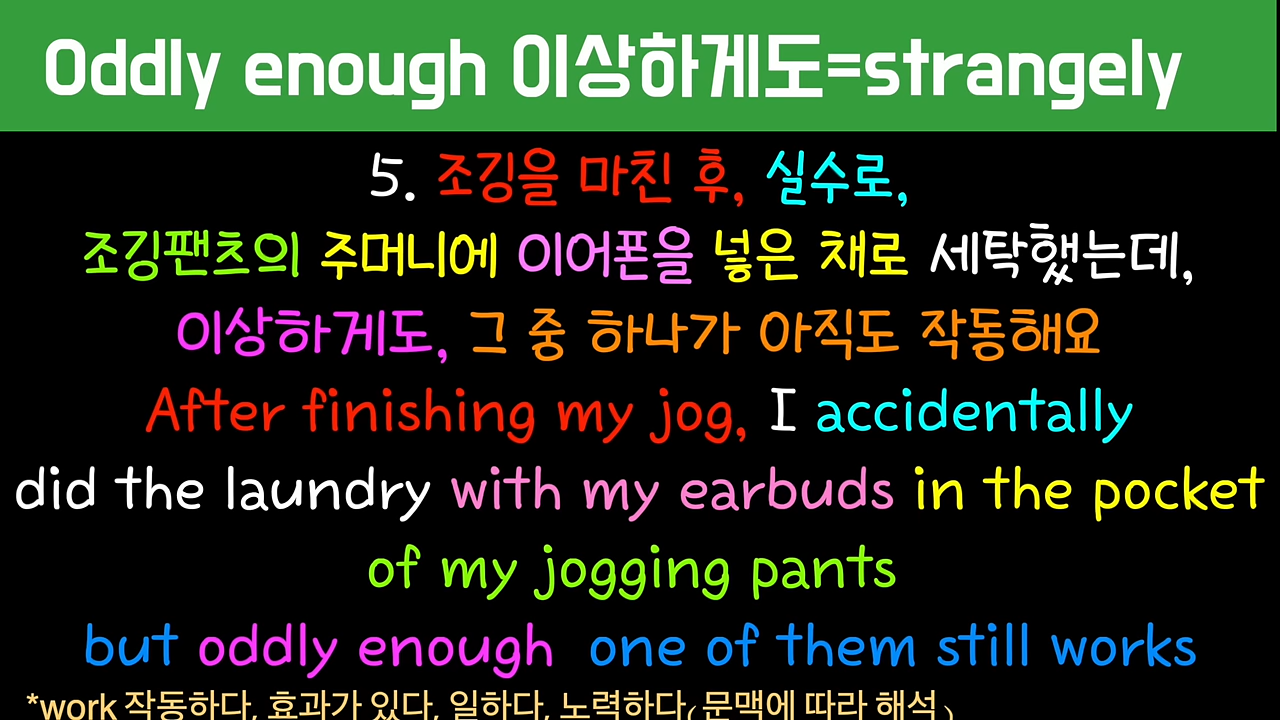 Oddly enough 이상하게도=strangely
5. 조깅을 마친 후, 실수로,
조깅팬츠의 주머니에 이어폰을 넣은 채로 세탁했는데,
이상하게도, 그 중 하나가 아직도 작동해요
After finishing my jog, I accidentally
did the laundry with my earbuds in the pocket
of my jogging pants
but oddly enough one of them still works
*work 작동하다, 효과가 있다, 일하다, 노력하다(문맥에 따라 해석)